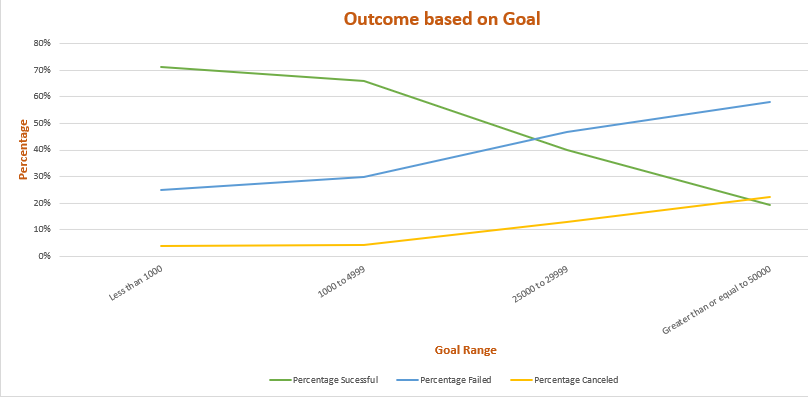 Outcome based on Goal
80%
70%
60%
50%
40%
30%
20%
10%
0%
Percentage
Less than 1000
1000 to 4999
25000 to 29999
Greater than or equal to 50000
Goal Range
Percentage Sucessful
Percentage Failed
Percentage Canceled